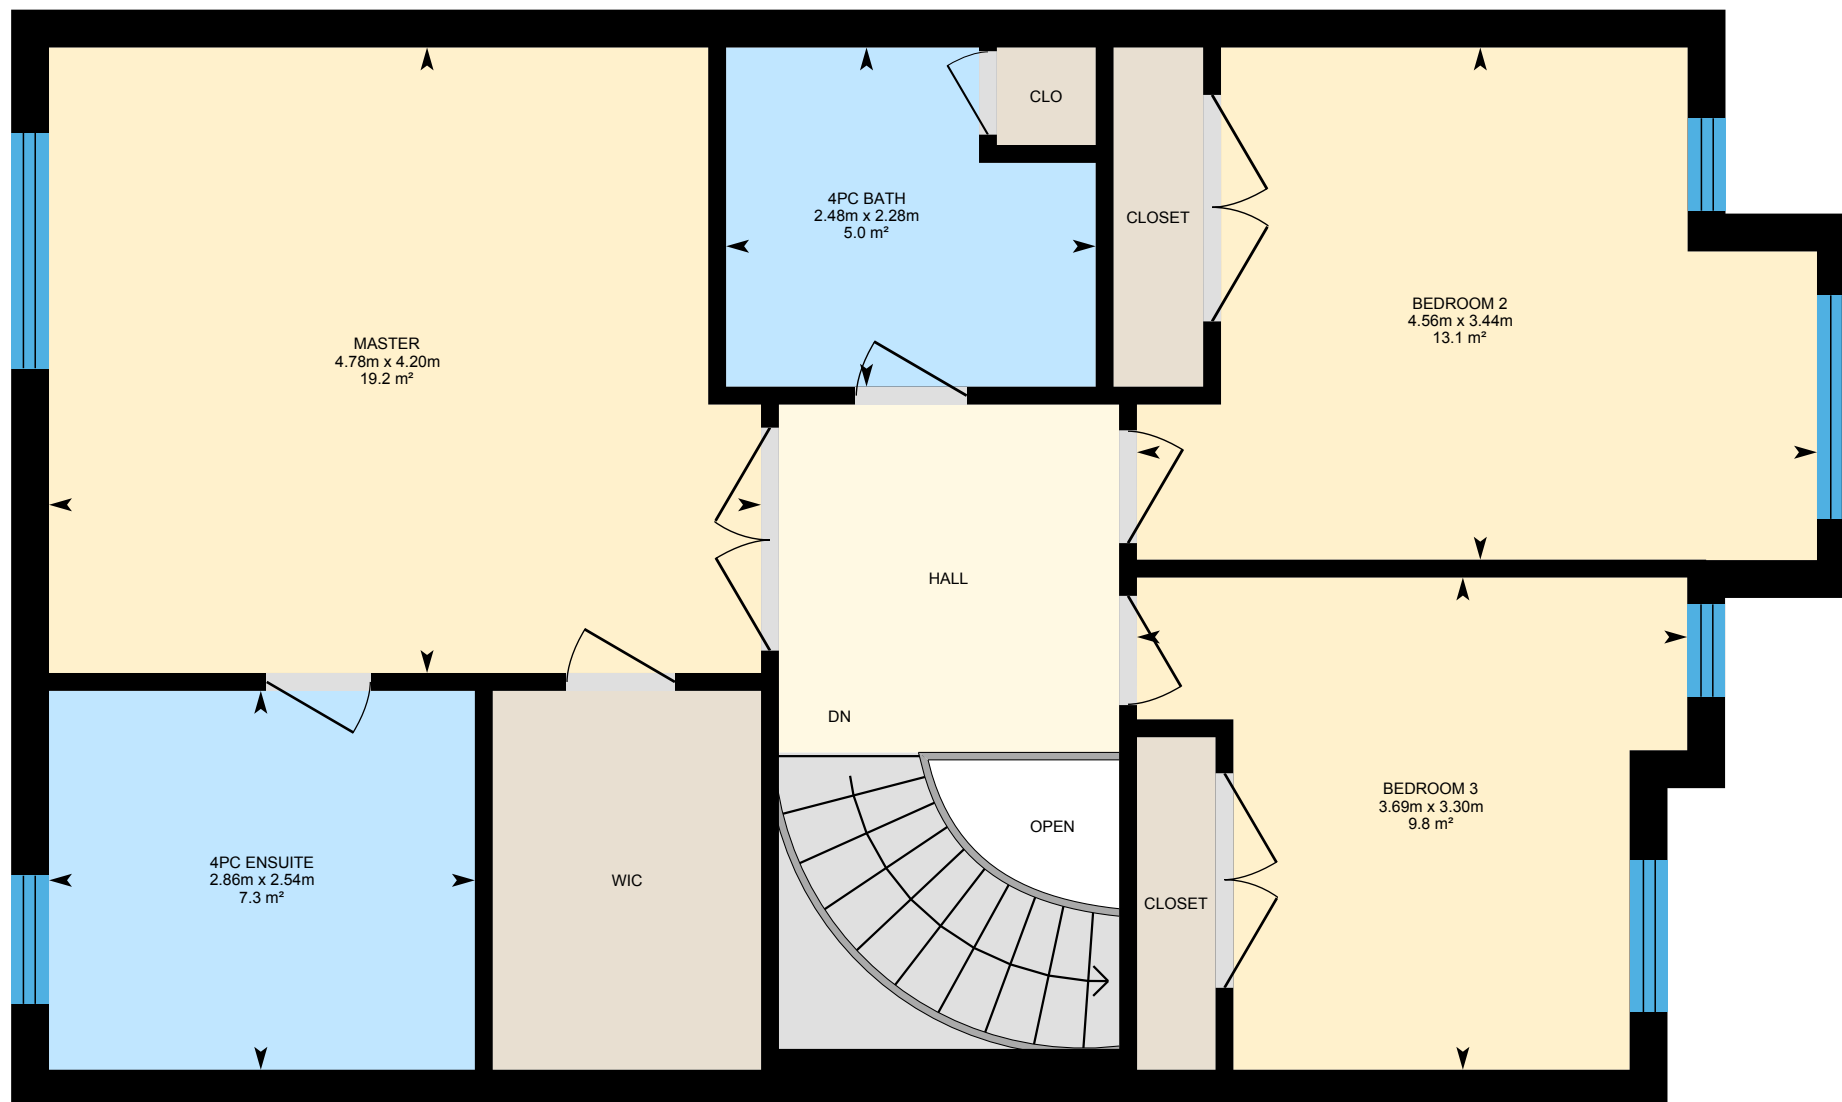 CLO
4PC BATH
2.48m x 2.28m
5.0 m²
CLOSET
BEDROOM 2
4.56m x 3.44m
13.1 m²
MASTER
4.78m x 4.20m
19.2 m²
HALL
DN
BEDROOM 3
3.69m x 3.30m
9.8 m²
OPEN
4PC ENSUITE
2.86m x 2.54m
7.3 m²
WIC
CLOSET